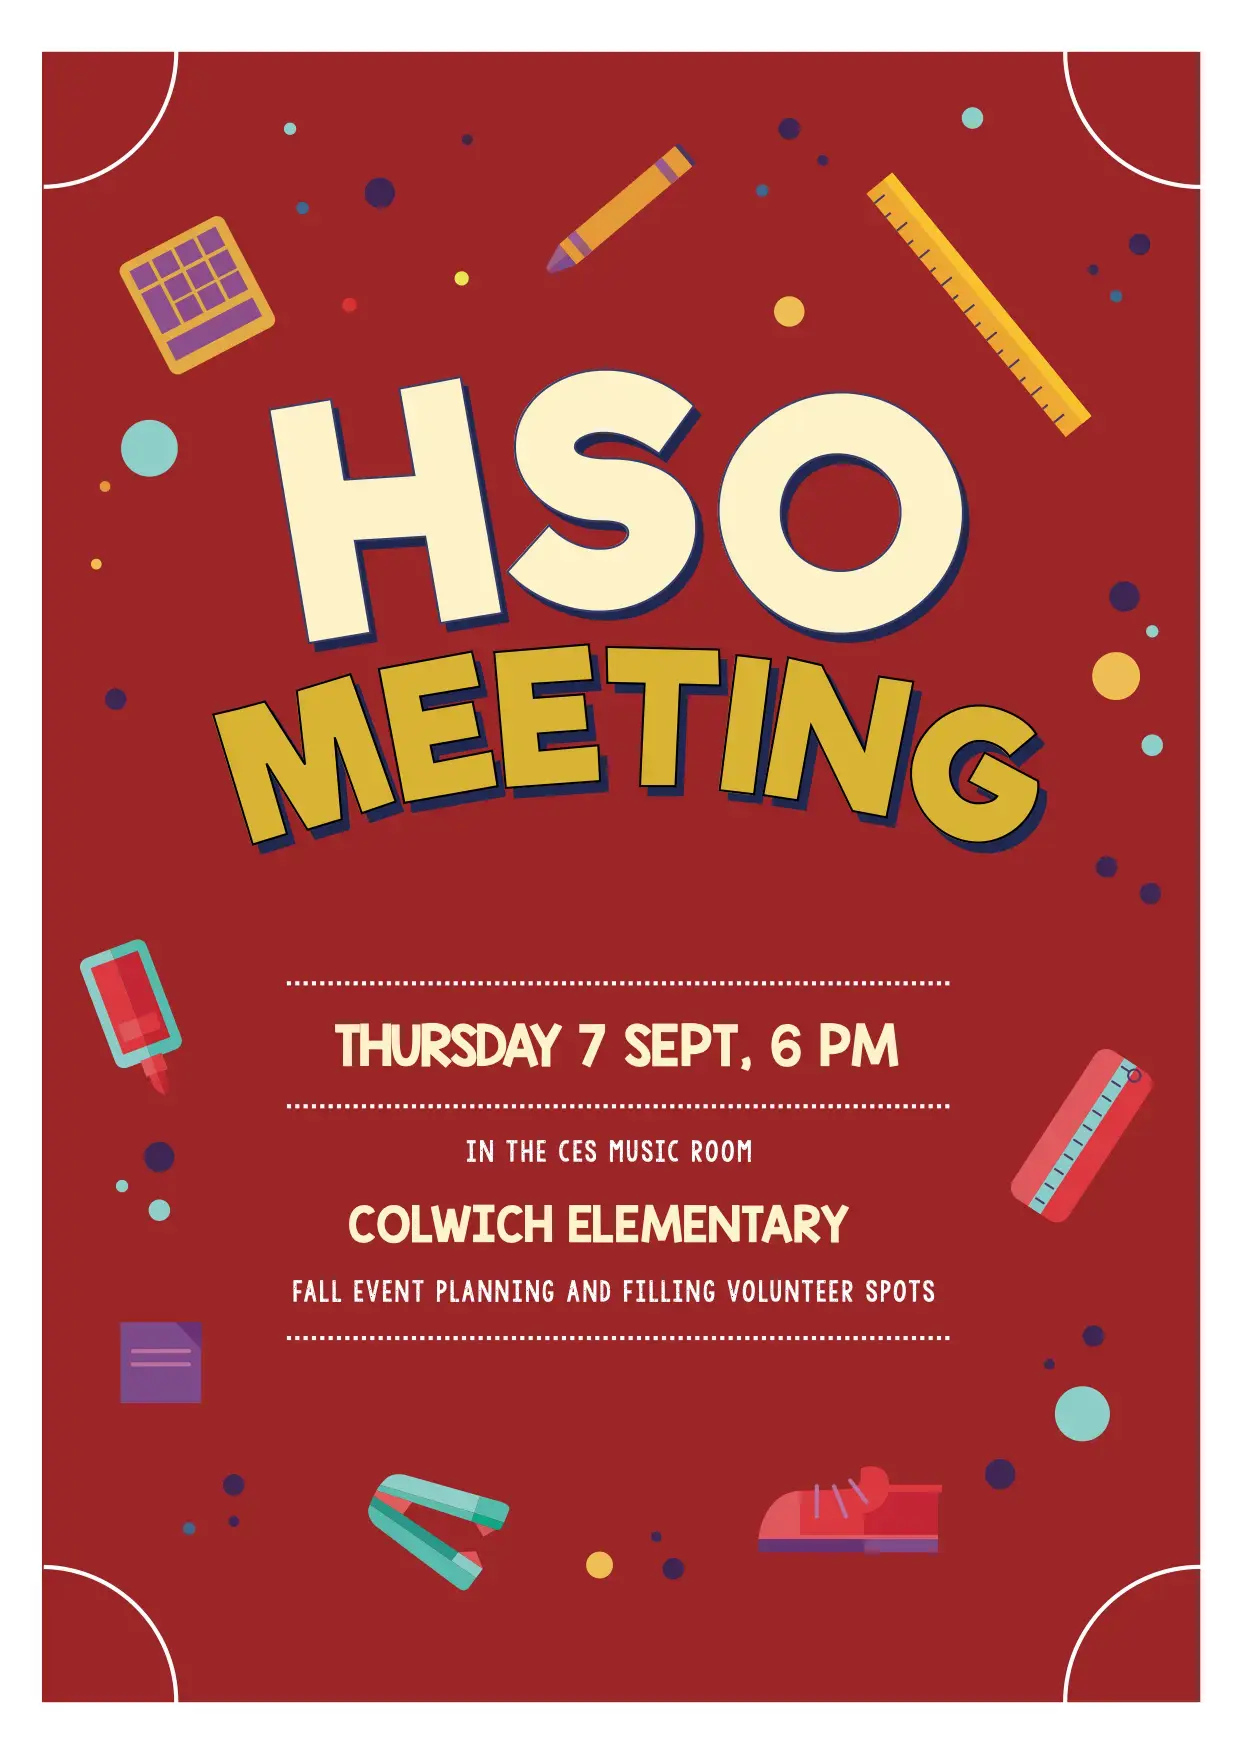 HSO
MEETING
THURSDAY 7 SEPT, 6 PM
IN THE CES MUSIC ROOM
COLWICH ELEMENTARY
FALL EVENT PLANNING AND FILLING VOLUNTEER SPOTS